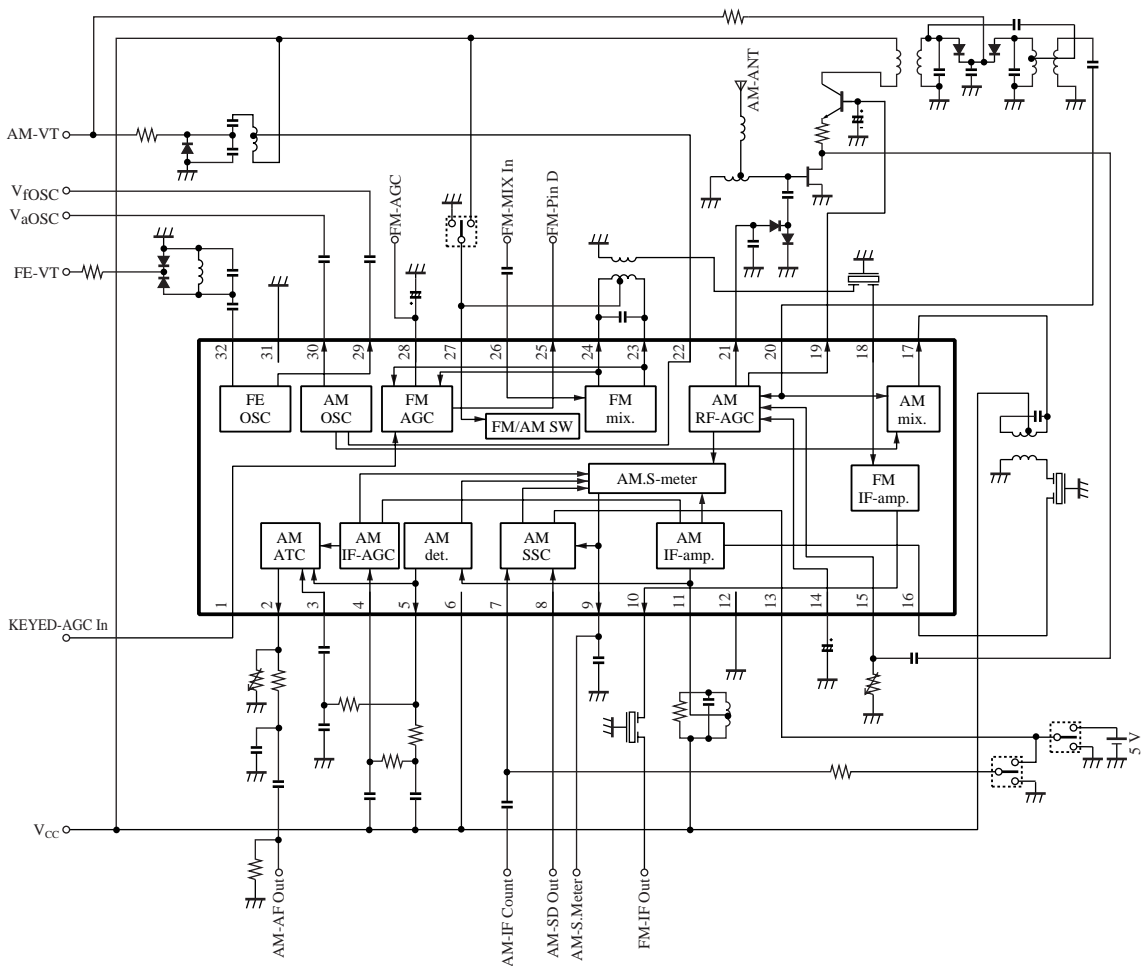 AM-ANT
AM-VT
VfOSC
VaOSC
FE-VT
FM-AGC
FM-MIX In
FM-Pin D
32
31
30
29
28
27
26
25
24
23
22
21
20
19
18
17
FE
OSC
AM
OSC
FM
AGC
FM/AM SW
FM
mix.
AM
RF-AGC
AM
mix.
AM.S-meter
FM
IF-amp.
AM
ATC
AM
IF-AGC
AM
det.
AM
SSC
AM
IF-amp.
1
2
3
4
5
6
7
8
9
10
11
12
13
14
15
16
KEYED-AGC In
5 V
VCC
AM-AF Out
AM-IF Count
AM-SD Out
AM-S.Meter
FM-IF Out